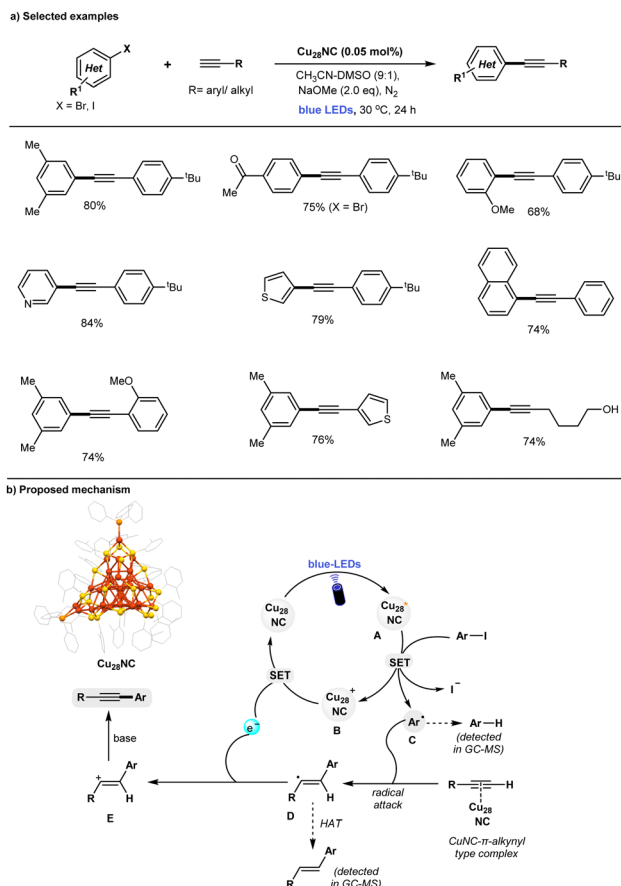 a) Selected examples
X
Het
R¹
X = Br, I
+
R
R= aryl/ alkyl
Cu₂₈NC (0.05 mol%)
CH₃CN-DMSO (9:1),
NaOMe (2.0 eq), N₂
blue LEDs, 30 ºC, 24 h
Het
R¹
R
Me
Me
ᵗBu
80%
O
Me
ᵗBu
75% (X = Br)
OMe
ᵗBu
68%
N
ᵗBu
84%
S
ᵗBu
79%
74%
Me
Me
MeO
74%
Me
Me
S
76%
Me
Me
OH
74%
b) Proposed mechanism
Cu₂₈NC
blue-LEDs
Cu₂₈
NC
Cu₂₈*
NC
A
Ar–I
SET
I⁻
SET
Cu₂₈⁺
NC
B
Ar•
C
Ar–H
(detected
in GC-MS)
R
Ar
base
e⁻
radical
attack
R
H
Cu₂₈
NC
CuNC-π-alkynyl
type complex
Ar
+
R
H
E
Ar
•
R
H
D
HAT
Ar
R
(detected
in GC-MS)